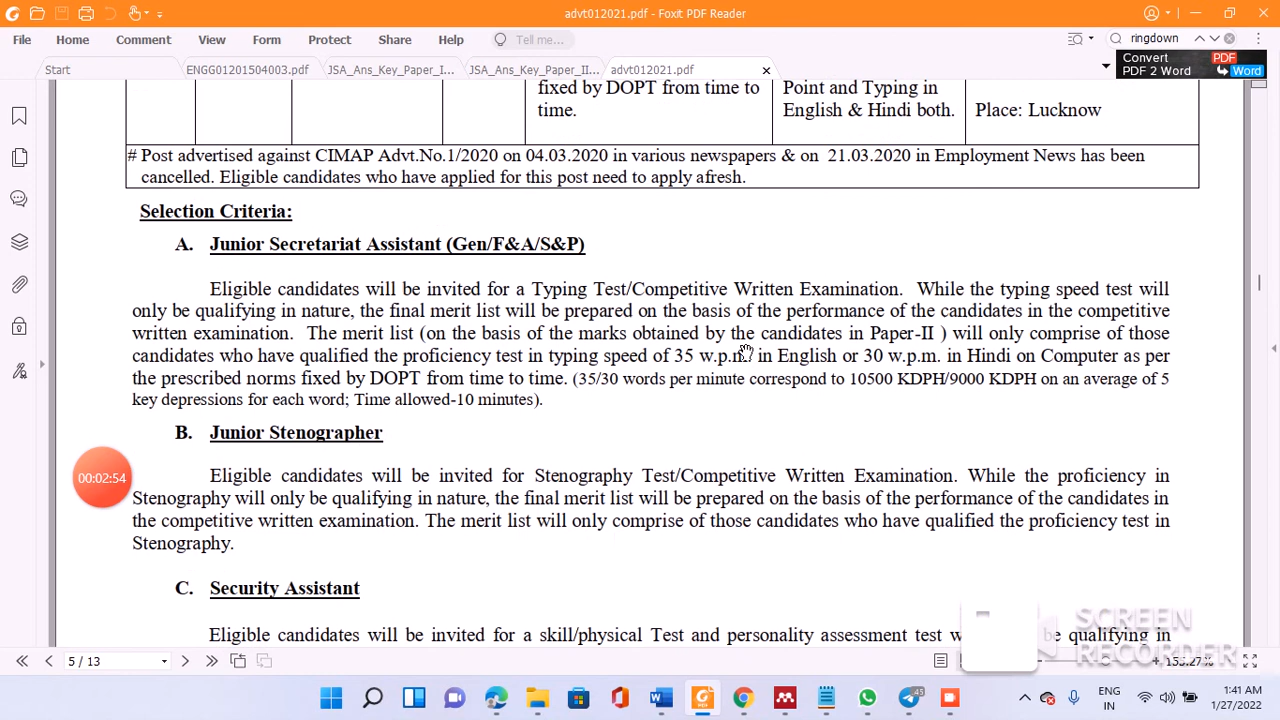 advt012021.pdf - Foxit PDF Reader
File Home Comment View Form Protect Share Help Tell me... ringdown
Start ENGG01201504003.pdf JSA_Ans_Key_Paper_I... JSA_Ans_Key_Paper_II... advt012021.pdf
Convert PDF
PDF 2 Word Word
fixed by DOPT from time to Point and Typing in
time. English & Hindi both. Place: Lucknow
# Post advertised against CIMAP Advt.No.1/2020 on 04.03.2020 in various newspapers & on 21.03.2020 in Employment News has been
cancelled. Eligible candidates who have applied for this post need to apply afresh.
Selection Criteria:
A. Junior Secretariat Assistant (Gen/F&A/S&P)
Eligible candidates will be invited for a Typing Test/Competitive Written Examination. While the typing speed test will
only be qualifying in nature, the final merit list will be prepared on the basis of the performance of the candidates in the competitive
written examination. The merit list (on the basis of the marks obtained by the candidates in Paper-II ) will only comprise of those
candidates who have qualified the proficiency test in typing speed of 35 w.p.m. in English or 30 w.p.m. in Hindi on Computer as per
the prescribed norms fixed by DOPT from time to time. (35/30 words per minute correspond to 10500 KDPH/9000 KDPH on an average of 5
key depressions for each word; Time allowed-10 minutes).
B. Junior Stenographer
00:02:54
Eligible candidates will be invited for Stenography Test/Competitive Written Examination. While the proficiency in
Stenography will only be qualifying in nature, the final merit list will be prepared on the basis of the performance of the candidates in
the competitive written examination. The merit list will only comprise of those candidates who have qualified the proficiency test in
Stenography.
C. Security Assistant
Eligible candidates will be invited for a skill/physical Test and personality assessment test be qualifying in
SCREEN
RECORDER
5 / 13 153.27%
45
ENG
IN
1:41 AM
1/27/2022